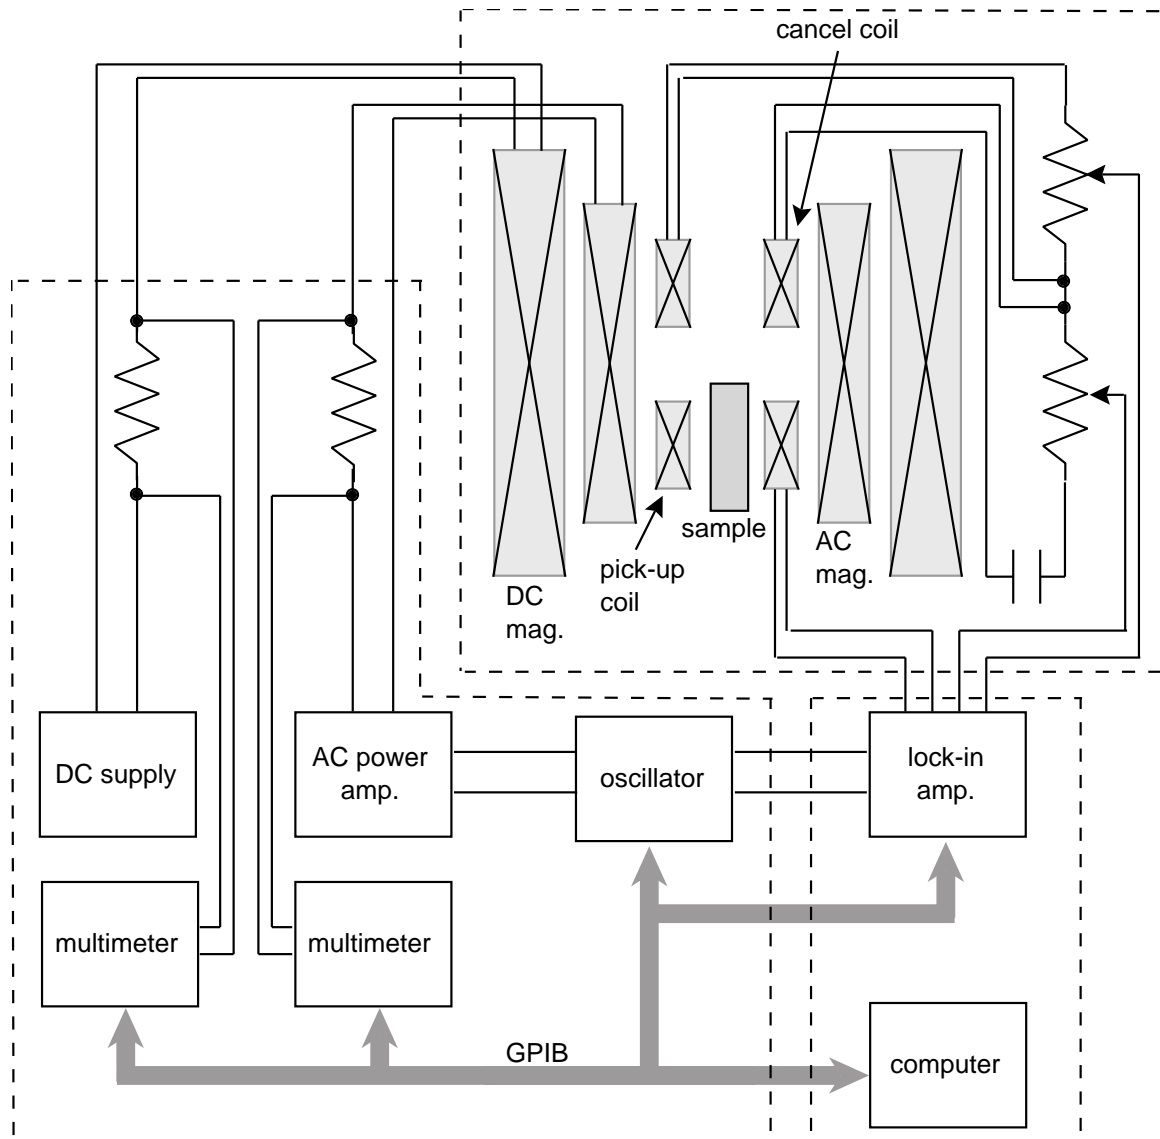 cancel coil
sample
pick-up
coil
AC
mag.
DC
mag.
DC supply
AC power
amp.
oscillator
lock-in
amp.
multimeter
multimeter
GPIB
computer